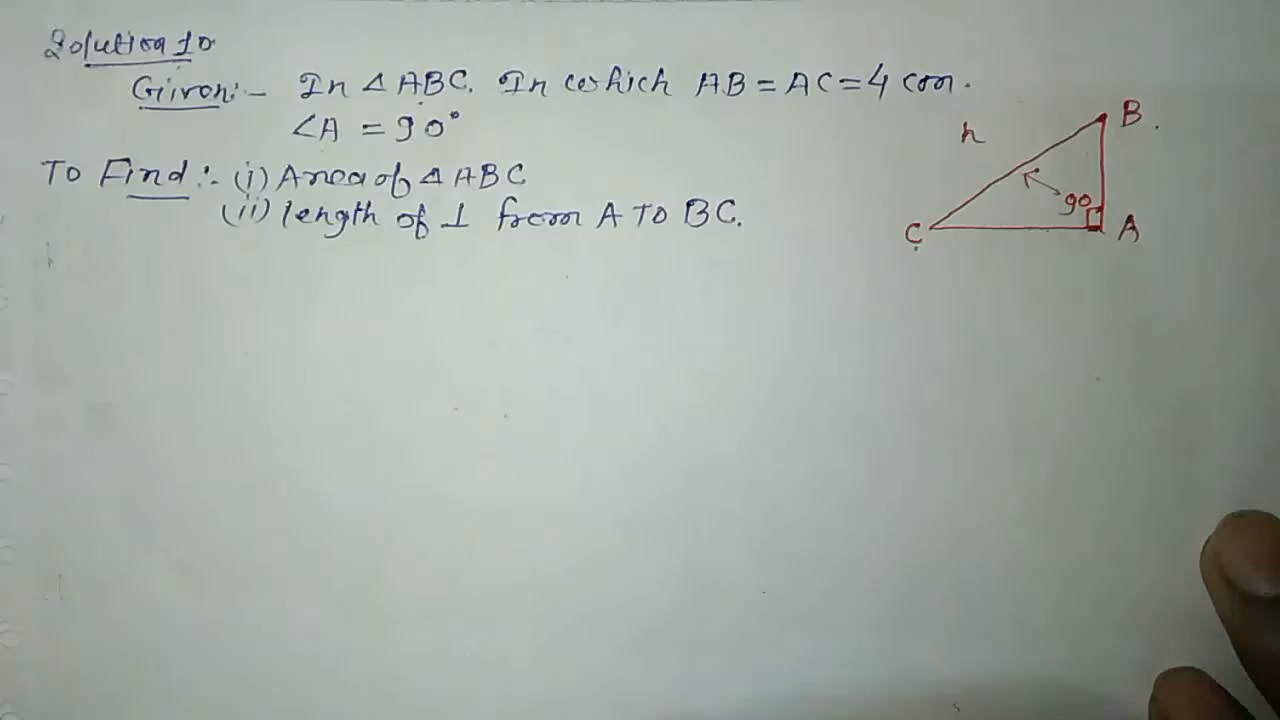 Solution 10
Given:- In △ ABC. In which AB = AC = 4 cm.
∠A = 90°
To Find :- (i) Area of △ ABC
(ii) length of ⊥ from A TO BC.
h
B.
90
C
A